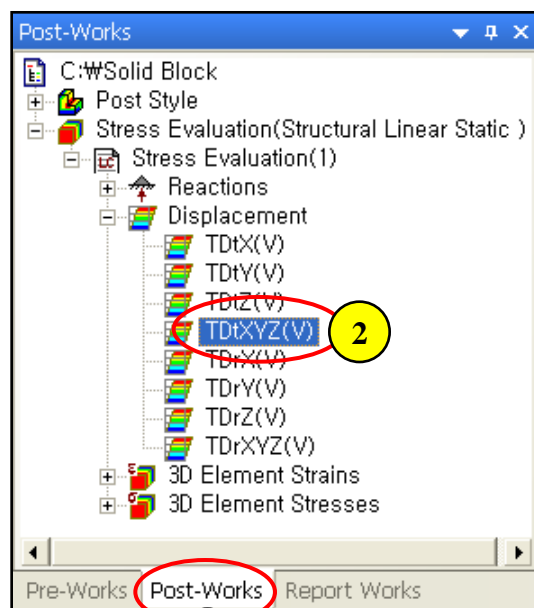 Post-Works
C:₩Solid Block
Post Style
Stress Evaluation(Structural Linear Static )
Stress Evaluation(1)
LC
Reactions
Displacement
TDtX(V)
TDtY(V)
TDtZ(V)
TDtXYZ(V)
2
TDrX(V)
TDrY(V)
TDrZ(V)
TDrXYZ(V)
3D Element Strains
3D Element Stresses
Pre-Works Post-Works Report Works